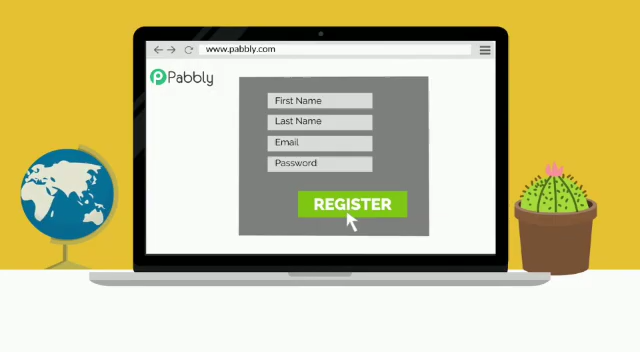 www.pabbly.com
Pabbly
First Name
Last Name
Email
Password
REGISTER